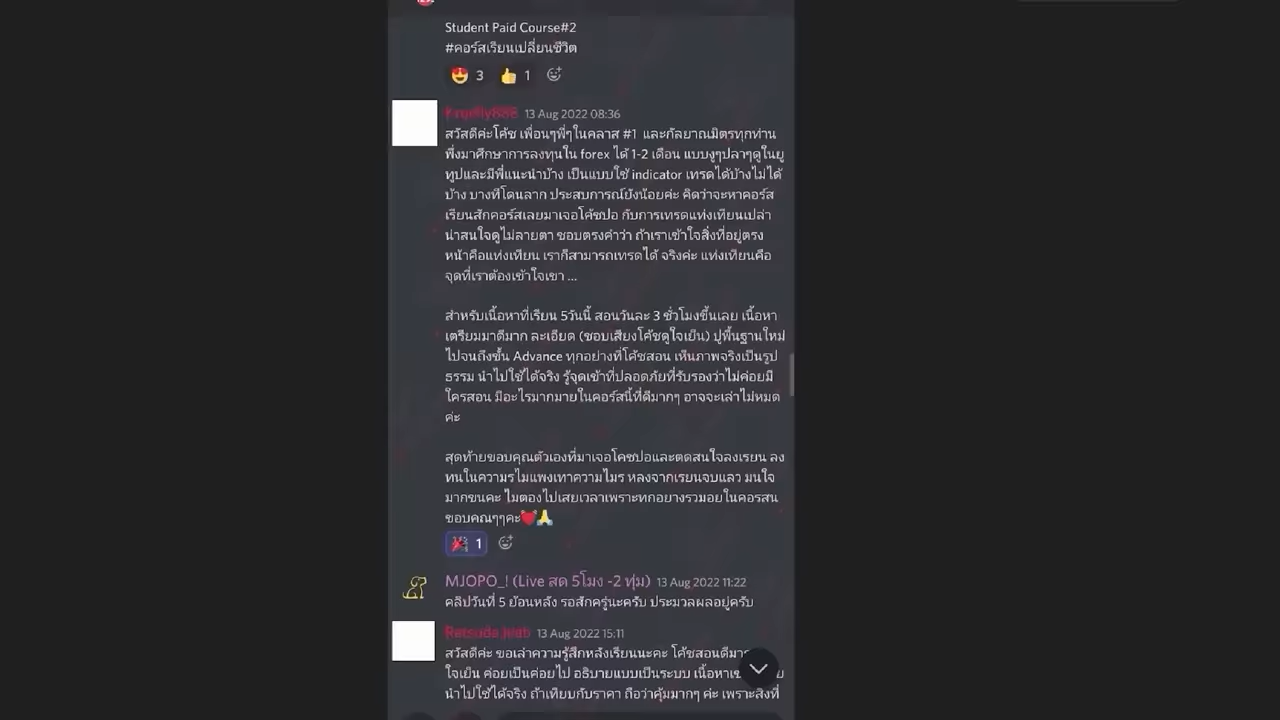 Student Paid Course#2
#คอร์สเรียนเปลี่ยนชีวิต
3 1
13 Aug 2022 08:36
สวัสดีค่ะโค้ช เพื่อนๆพี่ๆในคลาส #1 และกัลยาณมิตรทุกท่าน
พึ่งมาศึกษาการลงทุนใน forex ได้ 1-2 เดือน แบบงูๆปลาๆดูในยู
ทูปและมีพี่แนะนำบ้าง เป็นแบบใช้ indicator เทรดได้บ้างไม่ได้
บ้าง บางทีโดนลาก ประสบการณ์ยังน้อยค่ะ คิดว่าจะหาคอร์ส
เรียนสักคอร์สเลยมาเจอโค้ชปอ กับการเทรดแท่งเทียนเปล่า
น่าสนใจดูไม่ลายตา ชอบตรงคำว่า ถ้าเราเข้าใจสิ่งที่อยู่ตรง
หน้าคือแท่งเทียน เราก็สามารถเทรดได้ จริงค่ะ แท่งเทียนคือ
จุดที่เราต้องเข้าใจเขา ...
สำหรับเนื้อหาที่เรียน 5วันนี้ สอนวันละ 3 ชั่วโมงขึ้นเลย เนื้อหา
เตรียมมาดีมาก ละเอียด (ชอบเสียงโค้ชดูใจเย็น) ปูพื้นฐานใหม่
ไปจนถึงขั้น Advance ทุกอย่างที่โค้ชสอน เห็นภาพจริงเป็นรูป
ธรรม นำไปใช้ได้จริง รู้จุดเข้าที่ปลอดภัยที่รับรองว่าไม่ค่อยมี
ใครสอน มีอะไรมากมายในคอร์สนี้ที่ดีมากๆ อาจจะเล่าไม่หมด
ค่ะ
สุดท้ายขอบคุณตัวเองที่มาเจอโคชปอและตดสนใจลงเรียน ลง
ทนในความรไมแพงเทาความไมร หลงจากเรยนจบแลว มนใจ
มากขนคะ ไมตองไปเสยเวลาเพราะทกอยางรวมอยในคอรสน
ขอบคณๆๆคะ
1
MJOPO_! (Live สด 5โมง -2 ทุ่ม) 13 Aug 2022 11:22
คลิปวันที่ 5 ย้อนหลัง รอสักครู่นะครับ ประมวลผลอยู่ครับ
13 Aug 2022 15:11
สวัสดีค่ะ ขอเล่าความรู้สึกหลังเรียนนะคะ โค้ชสอนดีมาก
ใจเย็น ค่อยเป็นค่อยไป อธิบายแบบเป็นระบบ
นำไปใช้ได้จริง ถ้าเทียบกับราคา ถือว่าคุ้มมากๆ ค่ะ เพราะสิ่งที่